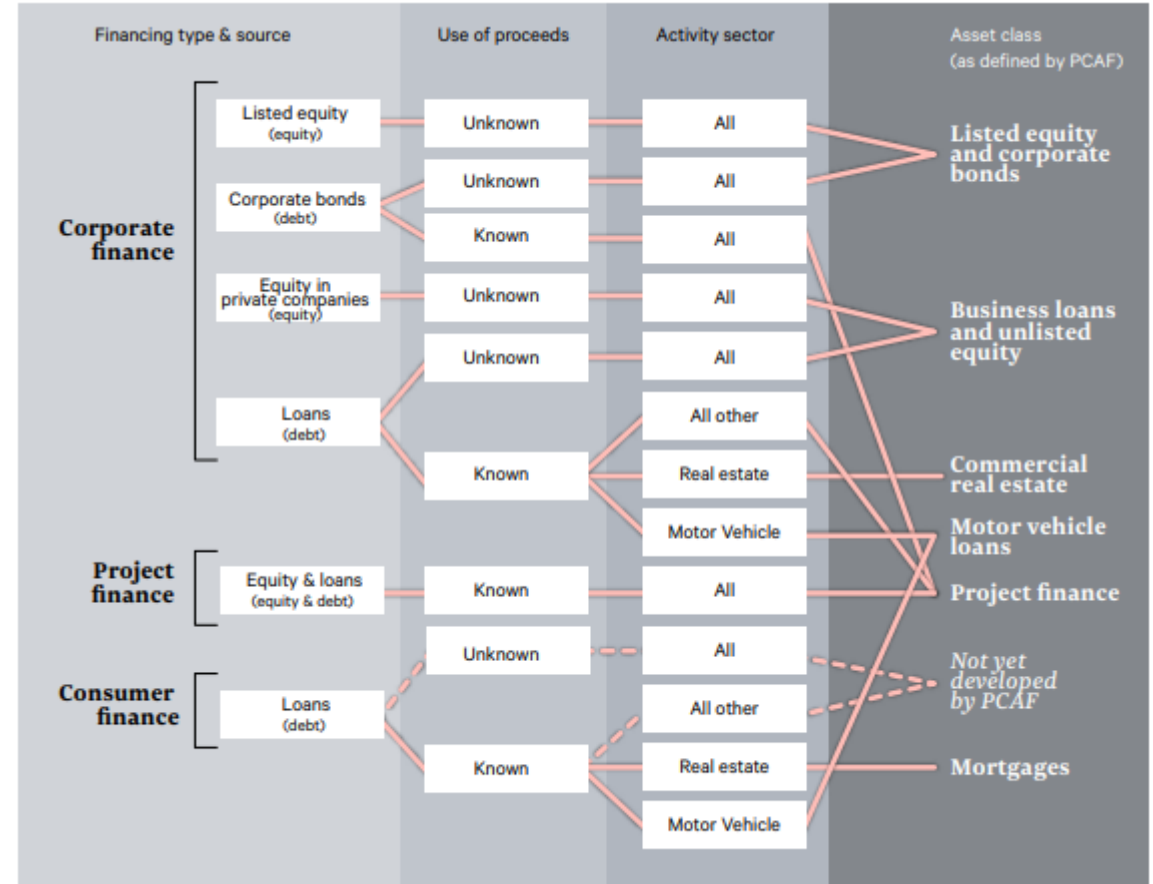 Financing type & source
Use of proceeds
Activity sector
Asset class
(as defined by PCAF)
Corporate
finance
Listed equity
(equity)
Unknown
All
Listed equity
and corporate
bonds
Corporate bonds
(debt)
Unknown
All
Known
All
Equity in
private companies
(equity)
Unknown
All
Business loans
and unlisted
equity
Loans
(debt)
Unknown
All
Known
All other
Real estate
Commercial
real estate
Motor Vehicle
Motor vehicle
loans
Project
finance
Equity & loans
(equity & debt)
Known
All
Project finance
Consumer
finance
Loans
(debt)
Unknown
All
Not yet
developed
by PCAF
Known
All other
Real estate
Mortgages
Motor Vehicle